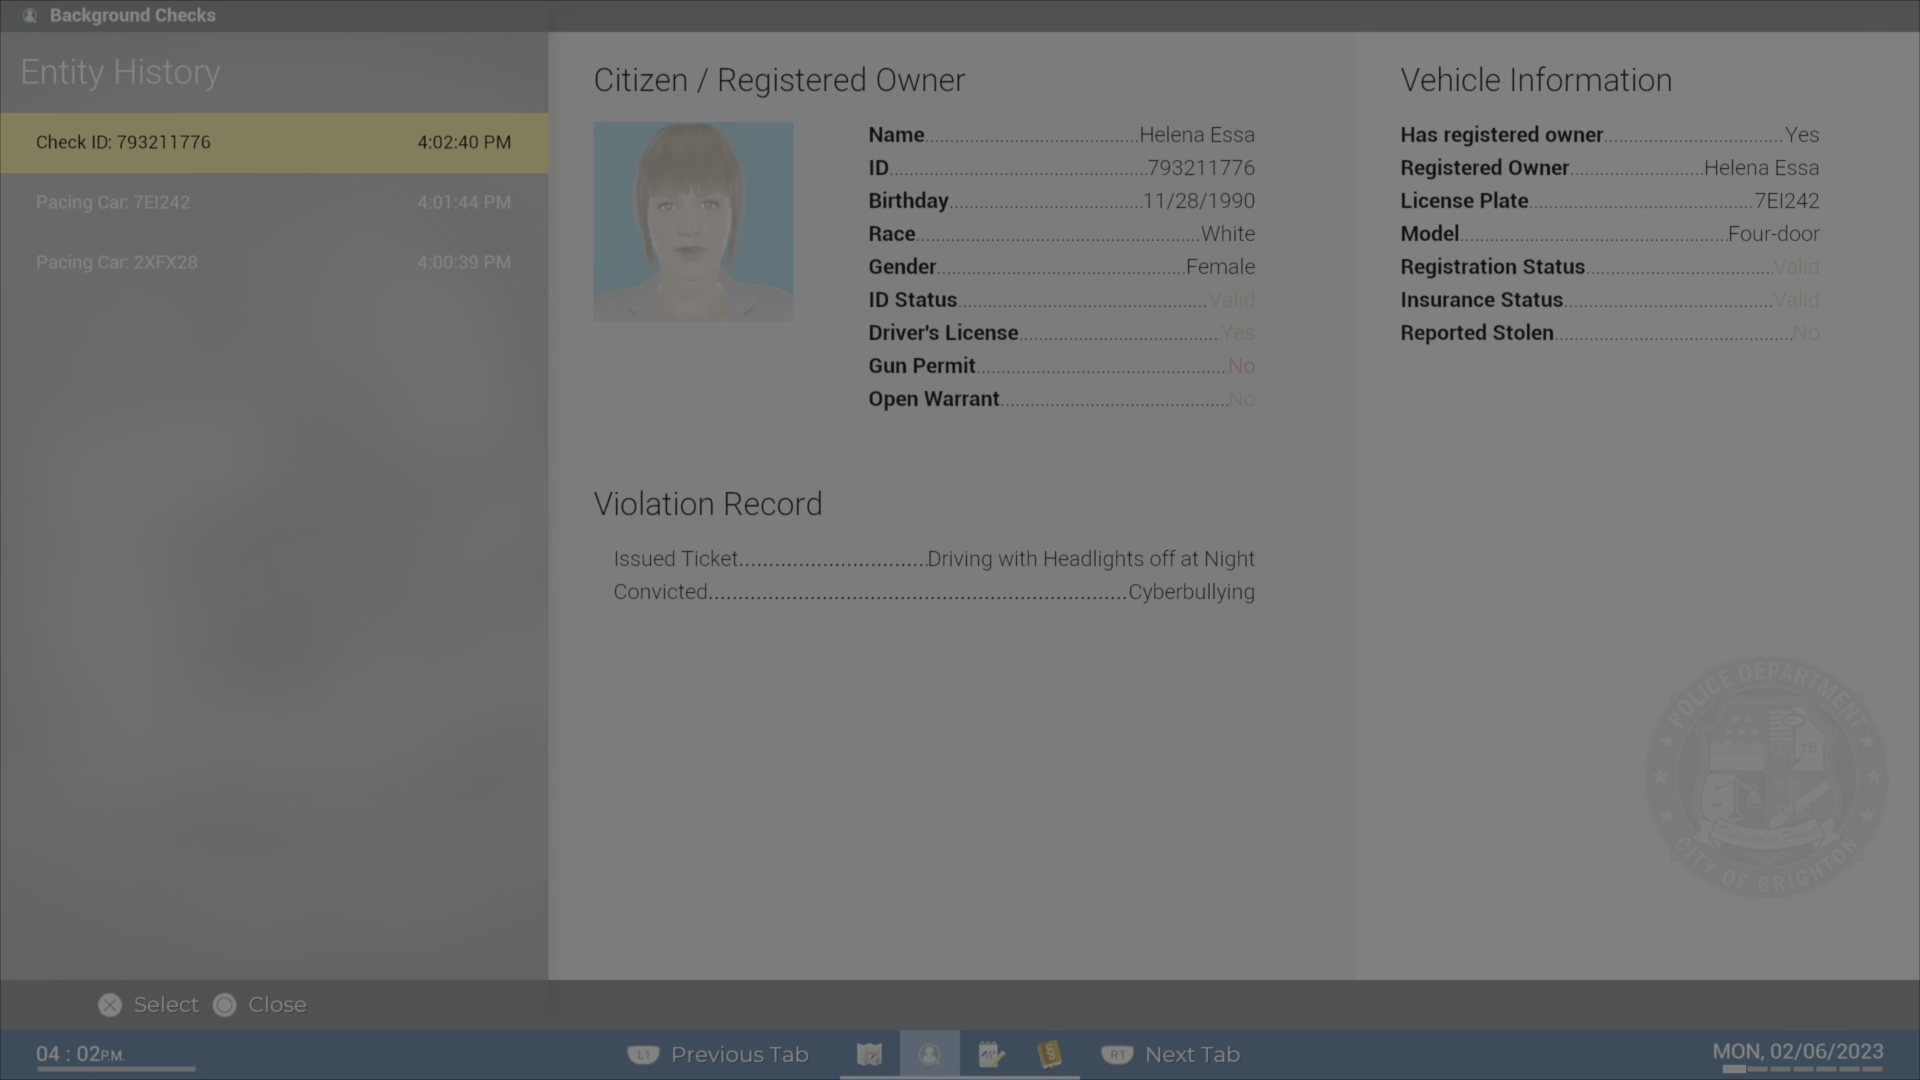 Background Checks
Entity History
Check ID: 793211776 4:02:40 PM
Pacing Car: 7EI242 4:01:44 PM
Pacing Car: 2XFX28 4:00:39 PM
Citizen / Registered Owner
Name Helena Essa
ID 793211776
Birthday 11/28/1990
Race White
Gender Female
ID Status Valid
Driver's License Yes
Gun Permit No
Open Warrant No
Violation Record
Issued Ticket Driving with Headlights off at Night
Convicted Cyberbullying
Vehicle Information
Has registered owner Yes
Registered Owner Helena Essa
License Plate 7EI242
Model Four-door
Registration Status Valid
Insurance Status Valid
Reported Stolen No
POLICE DEPARTMENT
76
CITY OF BRIGHTON
Select Close
04 : 02 P.M.
L1 Previous Tab
R1 Next Tab
MON, 02/06/2023